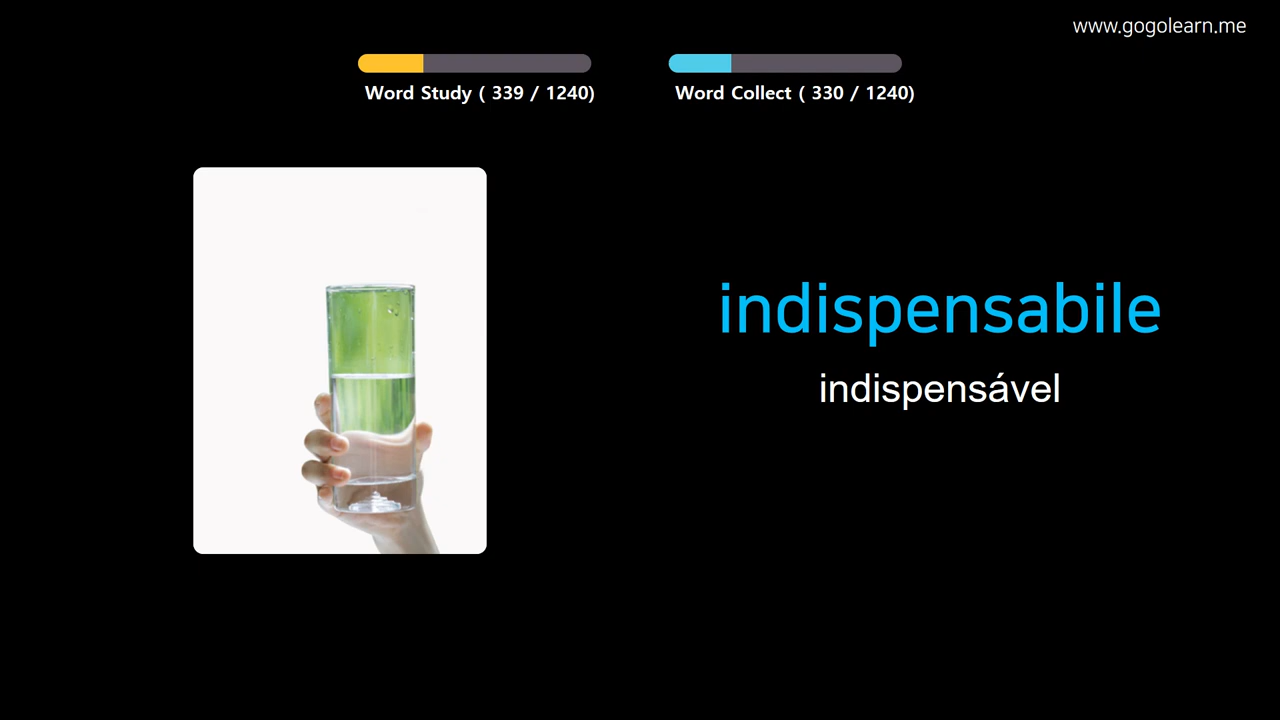 www.gogolearn.me
Word Study ( 339 / 1240)
Word Collect ( 330 / 1240)
indispensabile
indispensável